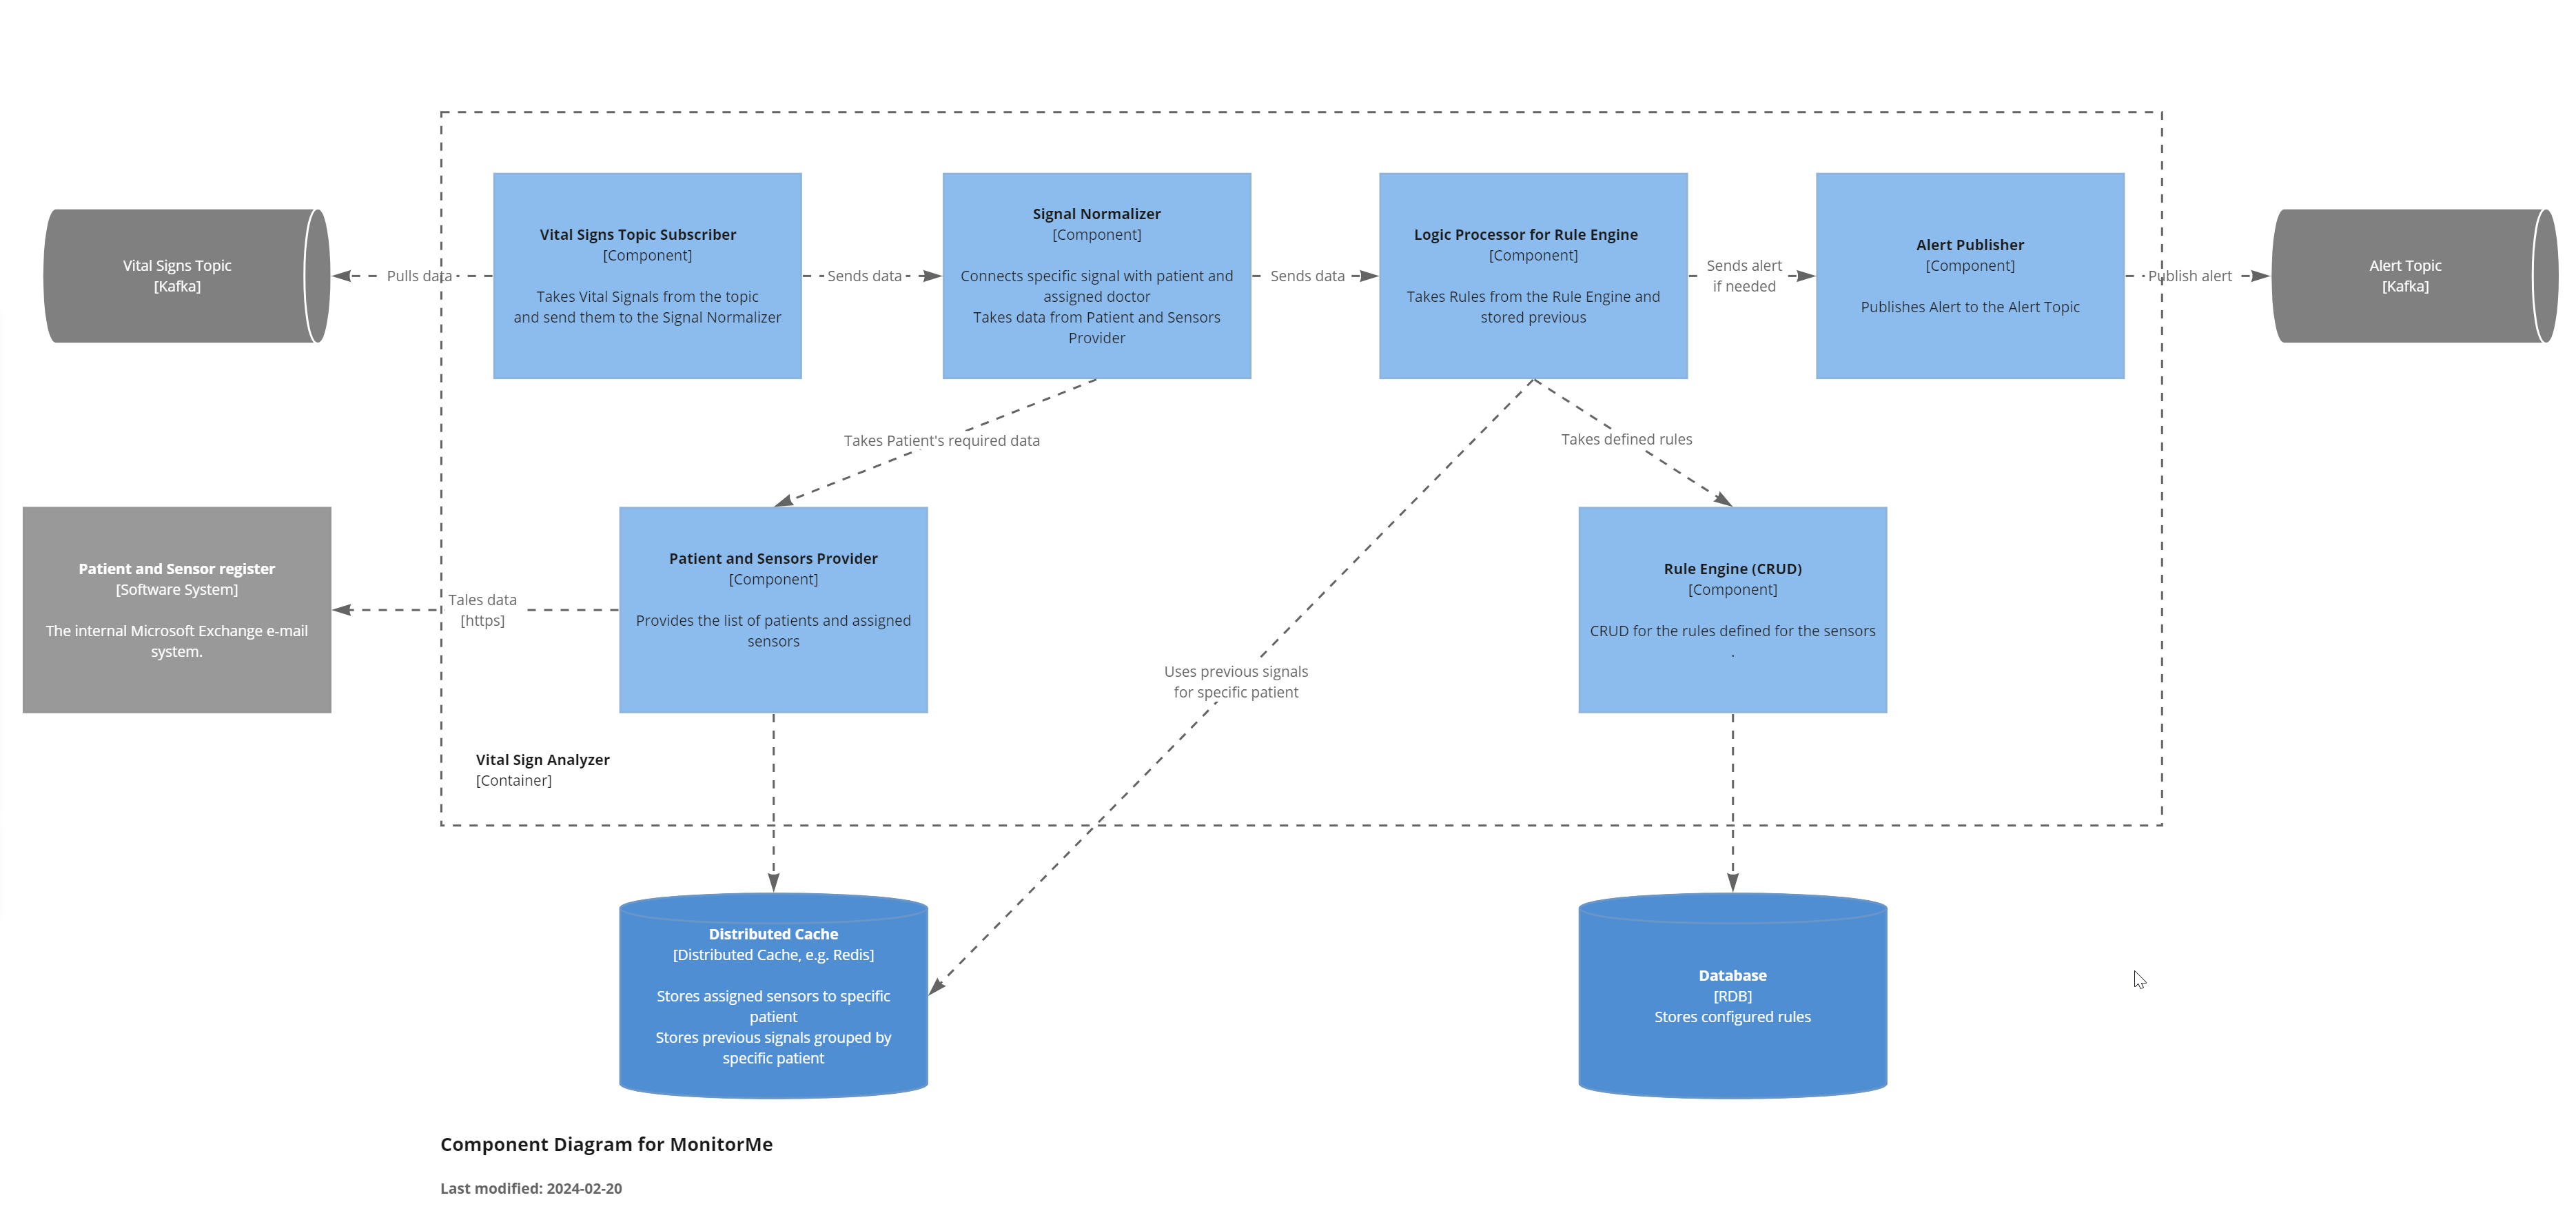 Vital Signs Topic
[Kafka]
Pulls data
Vital Signs Topic Subscriber
[Component]
Takes Vital Signals from the topic
and send them to the Signal Normalizer
Sends data
Signal Normalizer
[Component]
Connects specific signal with patient and
assigned doctor
Takes data from Patient and Sensors
Provider
Sends data
Logic Processor for Rule Engine
[Component]
Takes Rules from the Rule Engine and
stored previous
Sends alert
if needed
Alert Publisher
[Component]
Publishes Alert to the Alert Topic
Publish alert
Alert Topic
[Kafka]
Takes Patient's required data
Takes defined rules
Patient and Sensor register
[Software System]
The internal Microsoft Exchange e-mail
system.
Tales data
[https]
Patient and Sensors Provider
[Component]
Provides the list of patients and assigned
sensors
Uses previous signals
for specific patient
Rule Engine (CRUD)
[Component]
CRUD for the rules defined for the sensors
.
Vital Sign Analyzer
[Container]
Distributed Cache
[Distributed Cache, e.g. Redis]
Stores assigned sensors to specific
patient
Stores previous signals grouped by
specific patient
Database
[RDB]
Stores configured rules
Component Diagram for MonitorMe
Last modified: 2024-02-20